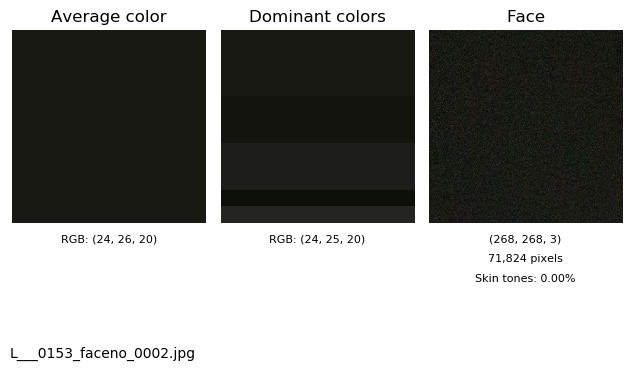 Average color
Dominant colors
Face
RGB: (24, 26, 20)
RGB: (24, 25, 20)
(268, 268, 3)
71,824 pixels
Skin tones: 0.00%
L___0153_faceno_0002.jpg